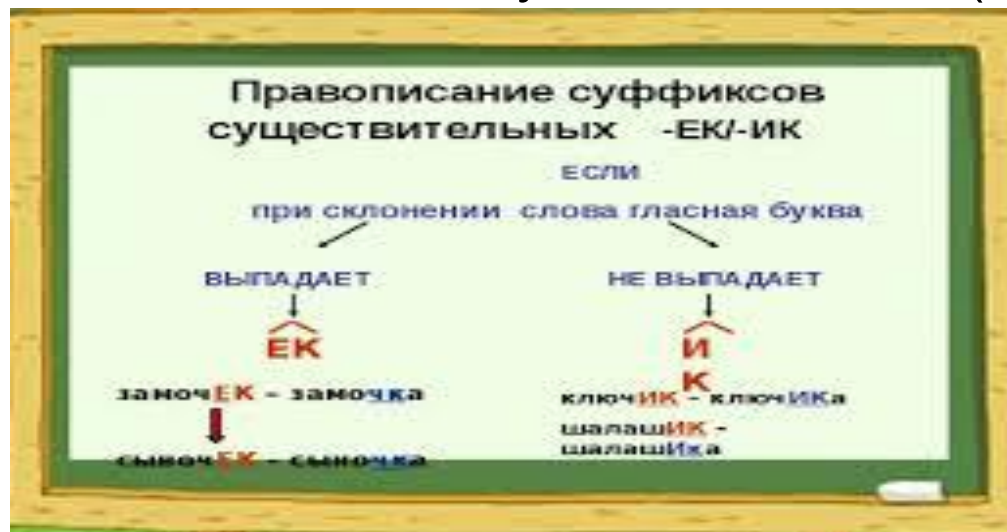 Правописание суффиксов
существительных -ЕК/-ИК
ЕСЛИ
при склонении слова гласная буква
ВЫПАДАЕТ
НЕ ВЫПАДАЕТ
ЕК
И
К
замочЕК - замочка
ключИК - ключИКа
шалашИК -
шалашИка
сывочЕК - сыночка